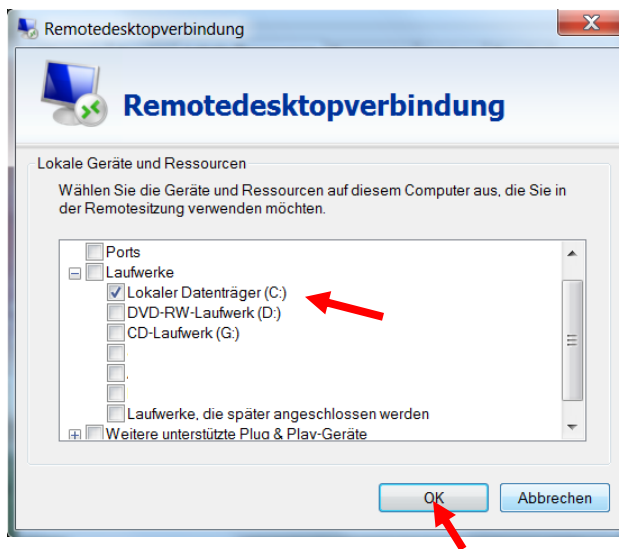 Remotedesktopverbindung
Remotedesktopverbindung
Lokale Geräte und Ressourcen
Wählen Sie die Geräte und Ressourcen auf diesem Computer aus, die Sie in
der Remotesitzung verwenden möchten.
Ports
Laufwerke
Lokaler Datenträger (C:)
DVD-RW-Laufwerk (D:)
CD-Laufwerk (G:)
.
Laufwerke, die später angeschlossen werden
Weitere unterstützte Plug & Play-Geräte
OK
Abbrechen